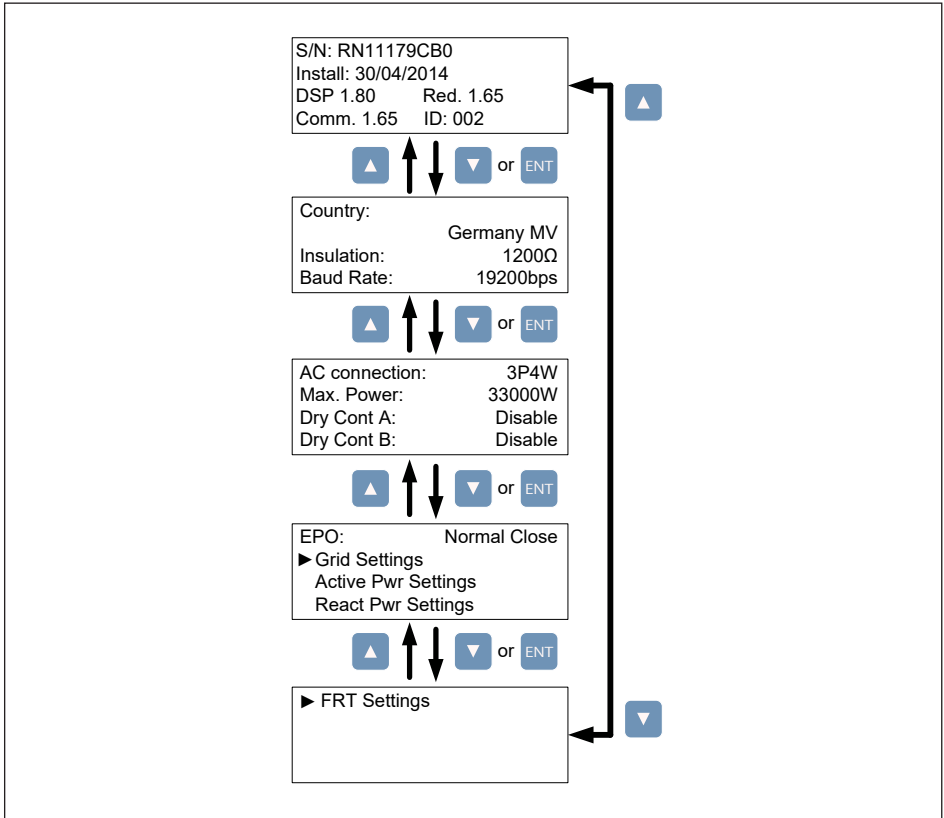 S/N: RN11179CB0
Install: 30/04/2014
DSP 1.80 Red. 1.65
Comm. 1.65 ID: 002
▲ ▼ or ENT
▲
Country:
Germany MV
Insulation: 1200Ω
Baud Rate: 19200bps
▲ ▼ or ENT
AC connection: 3P4W
Max. Power: 33000W
Dry Cont A: Disable
Dry Cont B: Disable
▲ ▼ or ENT
EPO: Normal Close
►Grid Settings
Active Pwr Settings
React Pwr Settings
▲ ▼ or ENT
► FRT Settings
▼